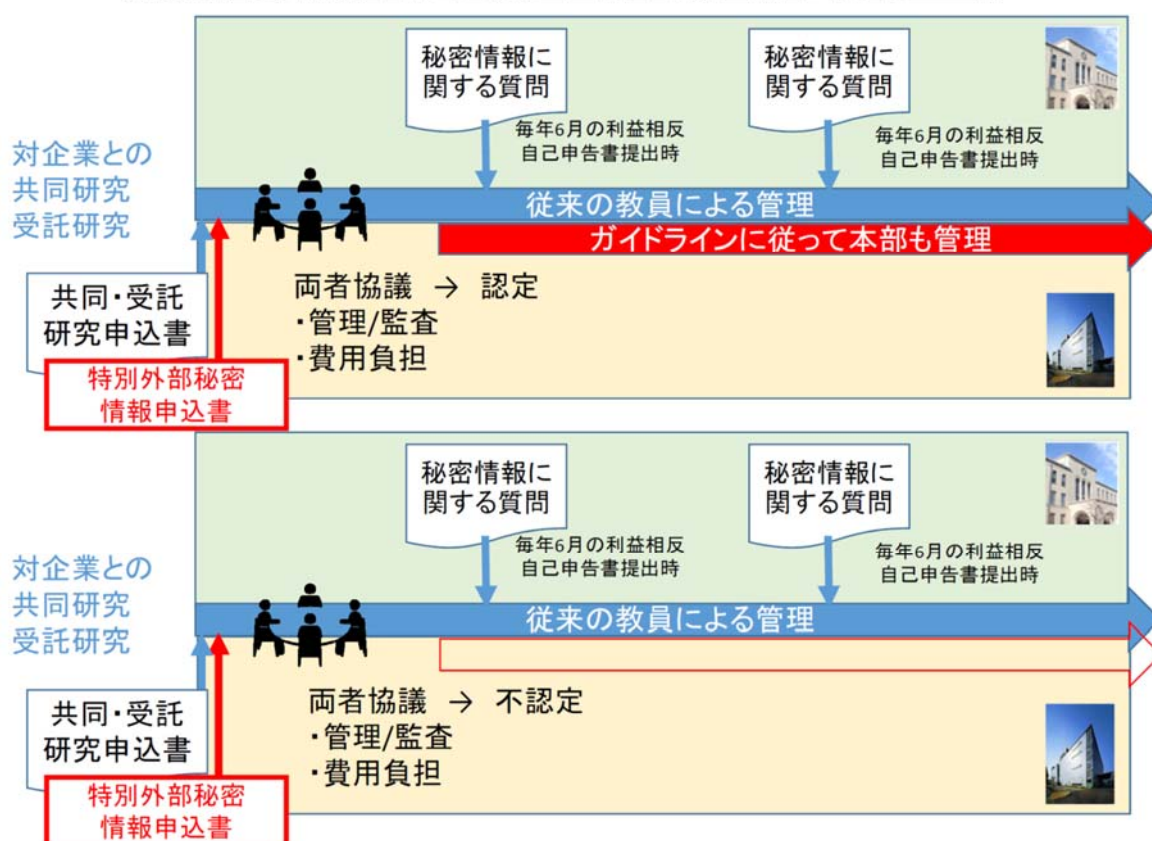 秘密情報に
関する質問
毎年6月の利益相反
自己申告書提出時
秘密情報に
関する質問
毎年6月の利益相反
自己申告書提出時
対企業との
共同研究
受託研究
従来の教員による管理
ガイドラインに従って本部も管理
共同・受託
研究申込書
特別外部秘密
情報申込書
両者協議 → 認定
・管理/監査
・費用負担
秘密情報に
関する質問
毎年6月の利益相反
自己申告書提出時
秘密情報に
関する質問
毎年6月の利益相反
自己申告書提出時
対企業との
共同研究
受託研究
従来の教員による管理
共同・受託
研究申込書
特別外部秘密
情報申込書
両者協議 → 不認定
・管理/監査
・費用負担